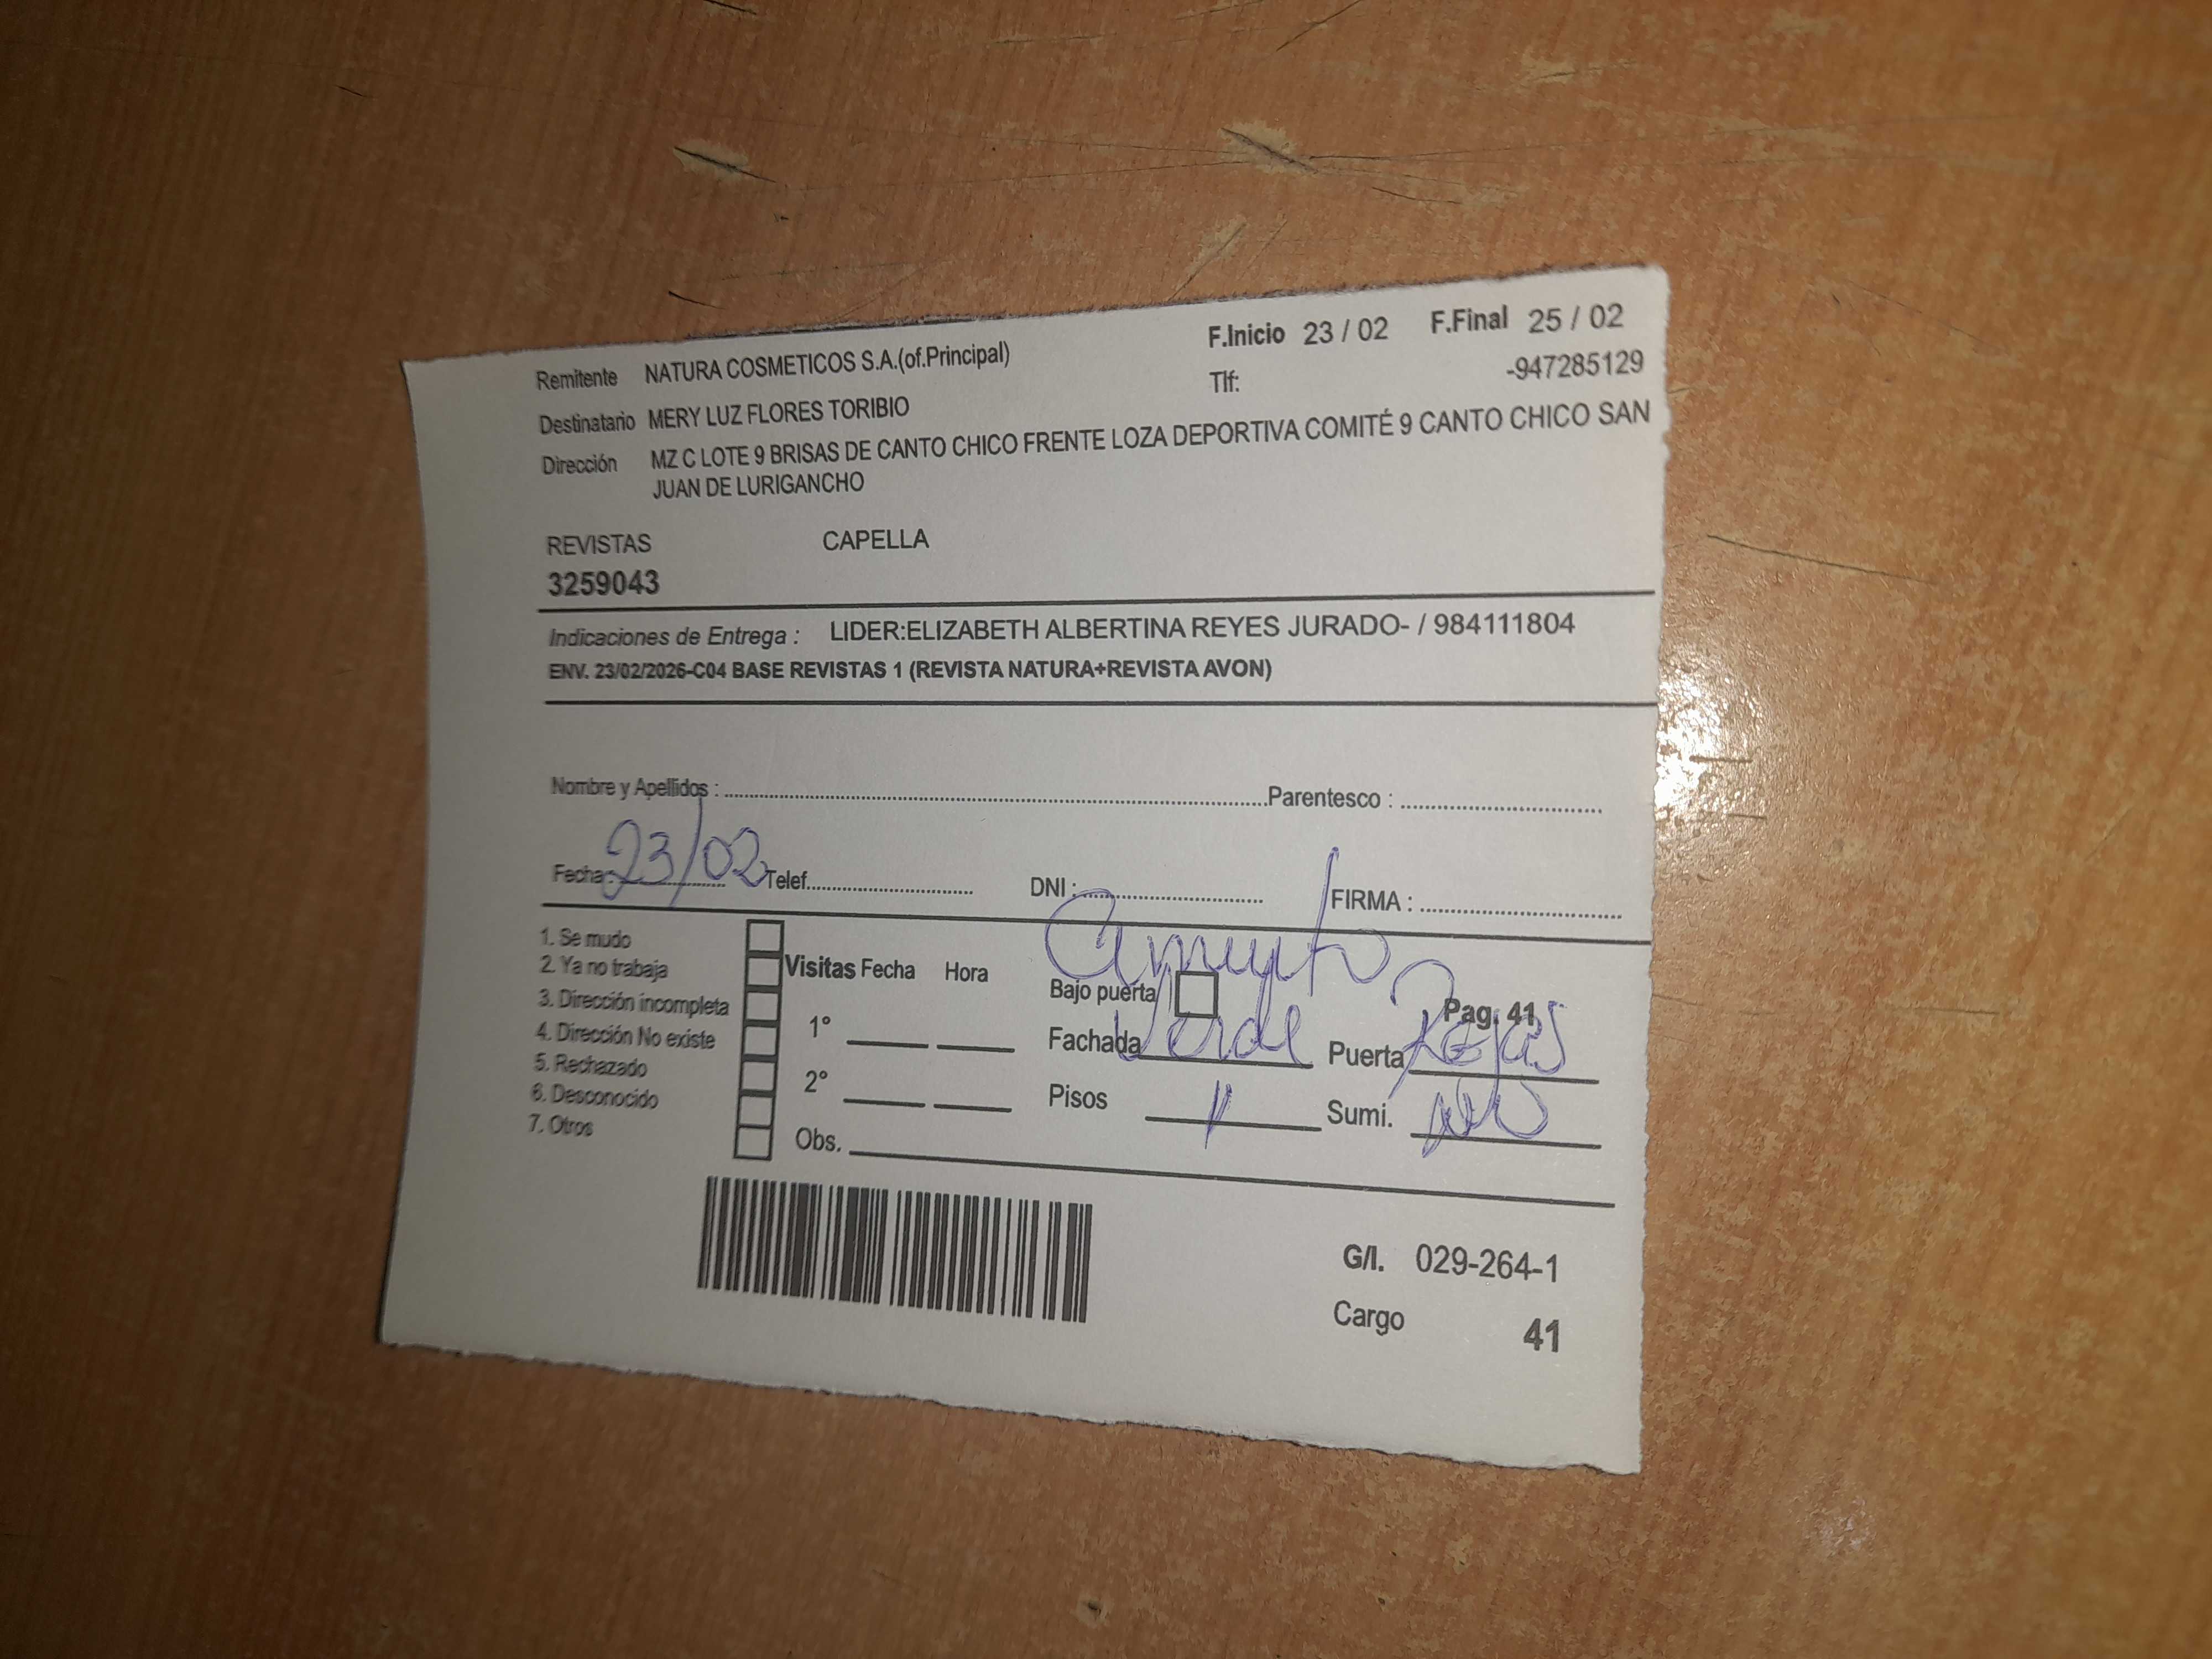 F.Inicio 23 / 02 F.Final 25 / 02
Remitente NATURA COSMETICOS S.A.(of.Principal)
Tlf: -947285129
Destinatario MERY LUZ FLORES TORIBIO
Dirección MZ C LOTE 9 BRISAS DE CANTO CHICO FRENTE LOZA DEPORTIVA COMITÉ 9 CANTO CHICO SAN
JUAN DE LURIGANCHO
REVISTAS CAPELLA
3259043
Indicaciones de Entrega : LIDER:ELIZABETH ALBERTINA REYES JURADO- / 984111804
ENV. 23/02/2026-C04 BASE REVISTAS 1 (REVISTA NATURA+REVISTA AVON)
Nombre y Apellidos : Parentesco :
Fecha: 23/02 Telef. DNI : FIRMA :
1. Se mudo
2. Ya no trabaja
3. Dirección incompleta
4. Dirección No existe
5. Rechazado
6. Desconocido
7. Otros
Visitas Fecha Hora
1°
2°
Obs.
Bajo puerta
Pag. 41
Fachada Verde Puerta Rejas
Pisos 1 Sumi.
G/I. 029-264-1
Cargo 41